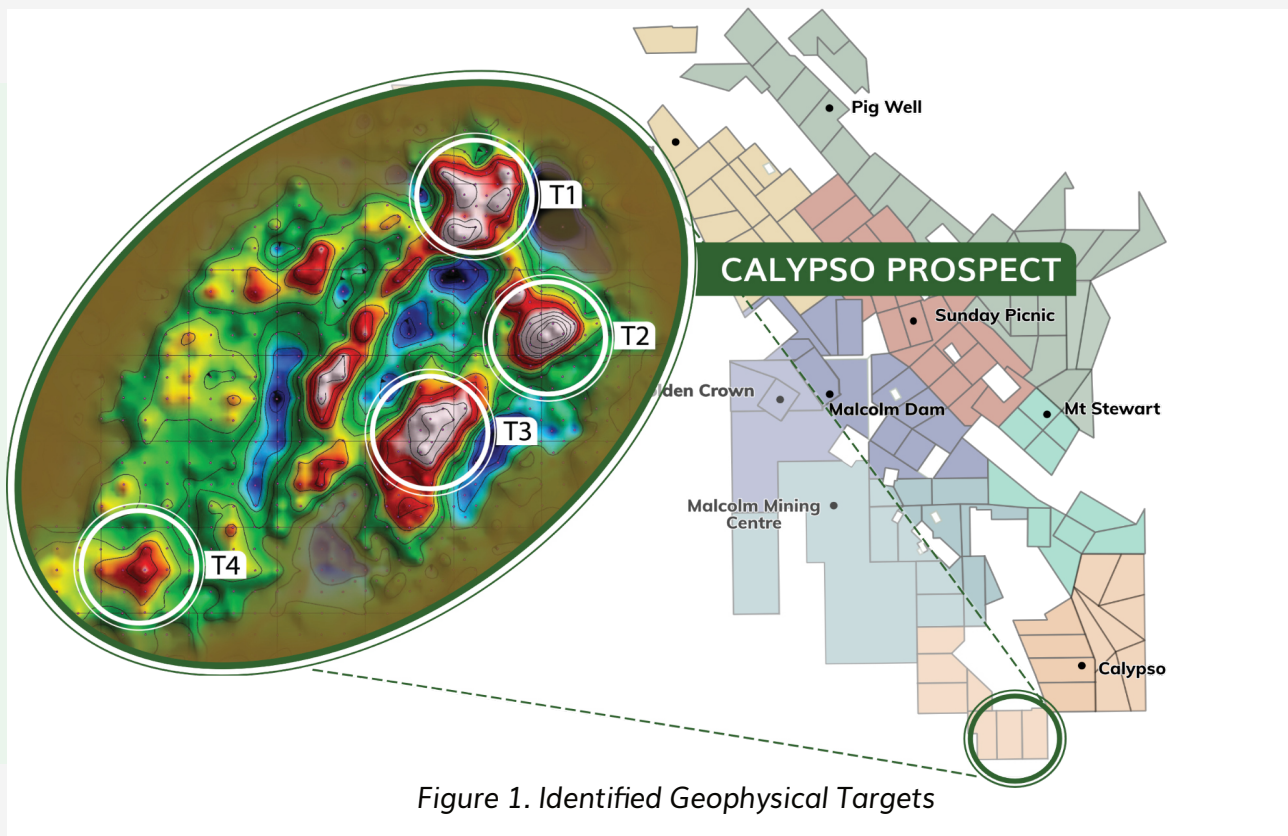 Pig Well
T1
CALYPSO PROSPECT
Sunday Picnic
T2
Malcolm Dam
Mt Stewart
Crown
T3
Malcolm Mining
Centre
T4
Calypso
Figure 1. Identified Geophysical Targets